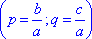 (p = b/a ; q = c/a)